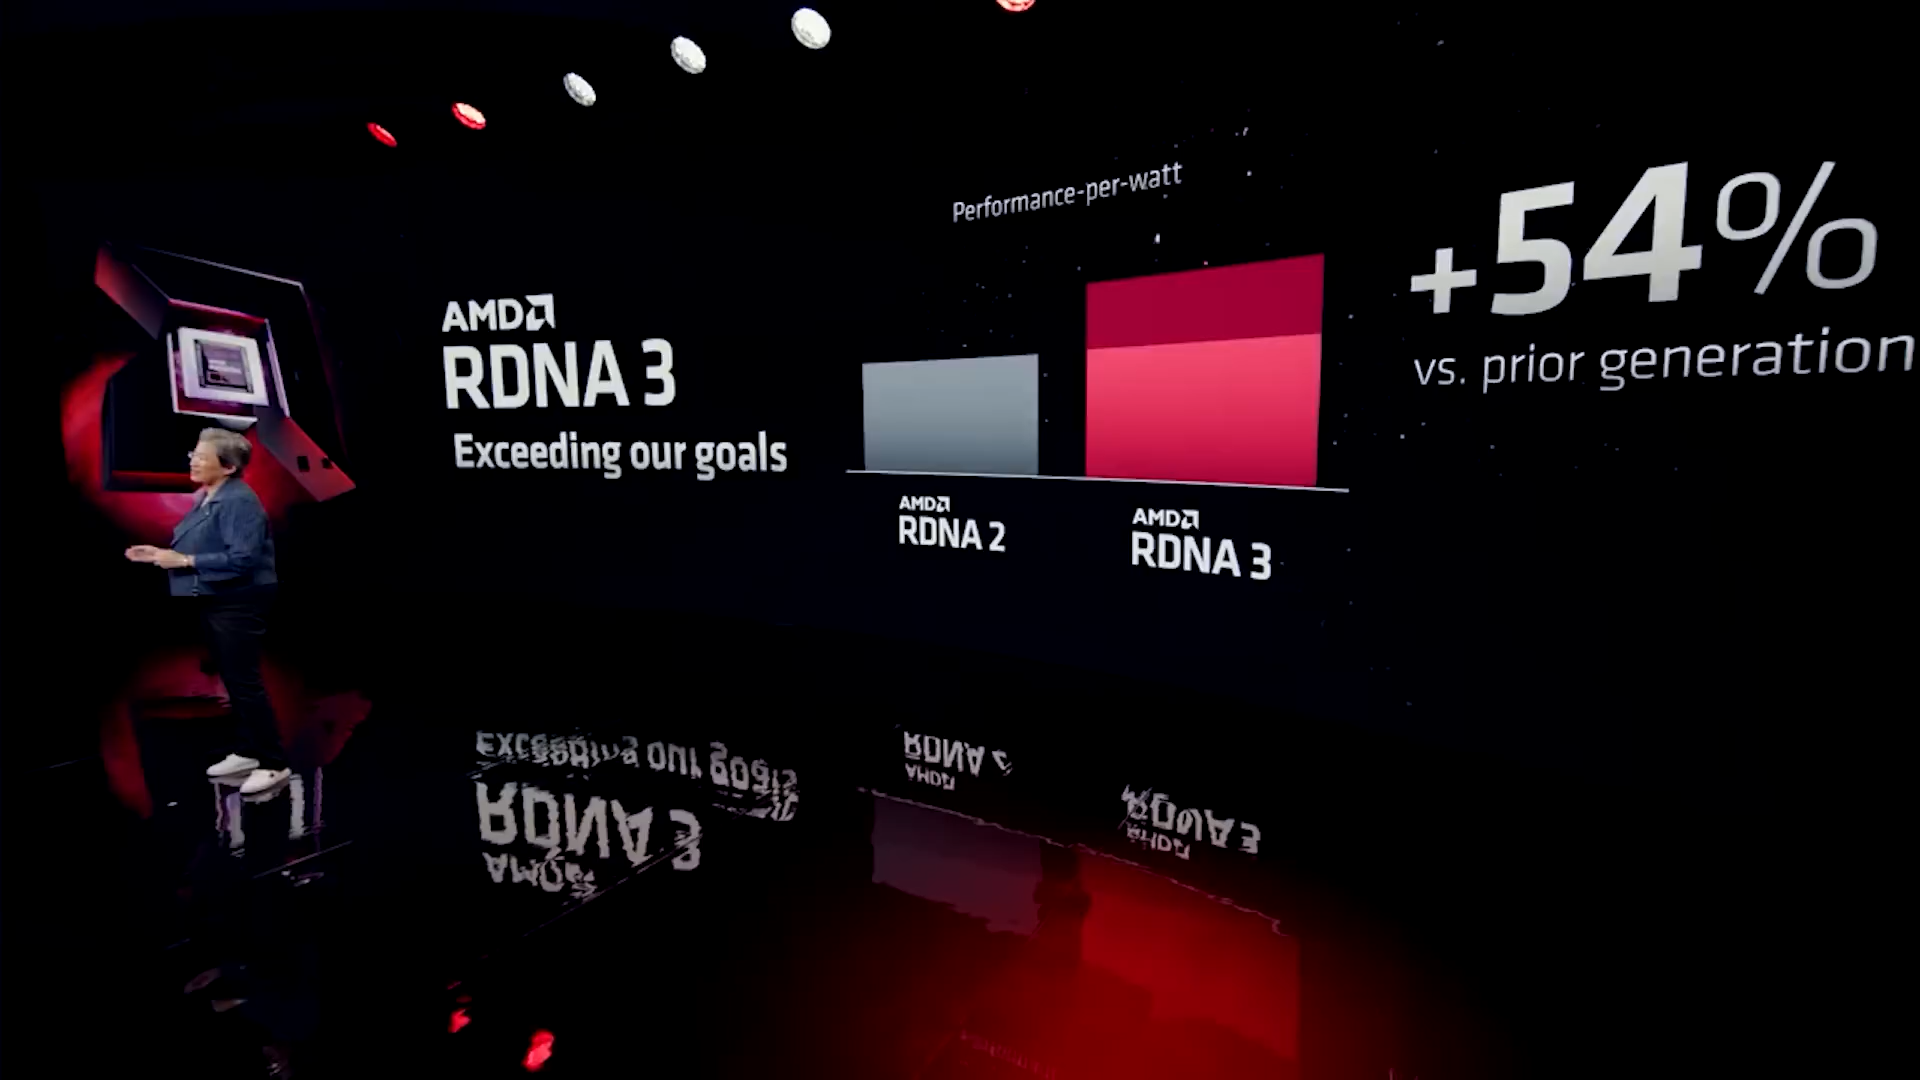 AMD
RDNA 3
Exceeding our goals
Performance-per-watt
AMD
RDNA 2
AMD
RDNA 3
+54%
vs. prior generation